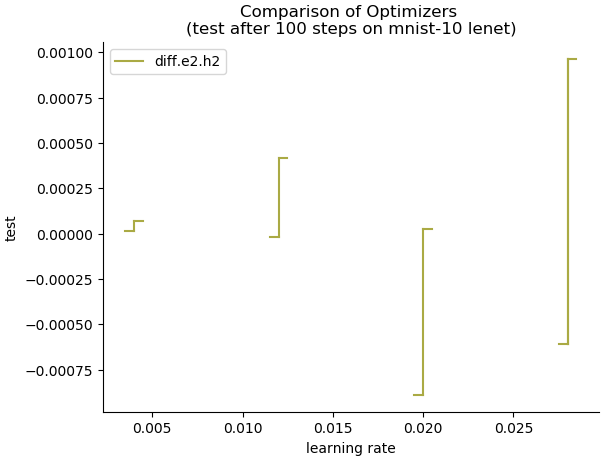 Comparison of Optimizers
(test after 100 steps on mnist-10 lenet)
diff.e2.h2
0.00100
0.00075
0.00050
0.00025
0.00000
−0.00025
−0.00050
−0.00075
test
0.005 0.010 0.015 0.020 0.025
learning rate